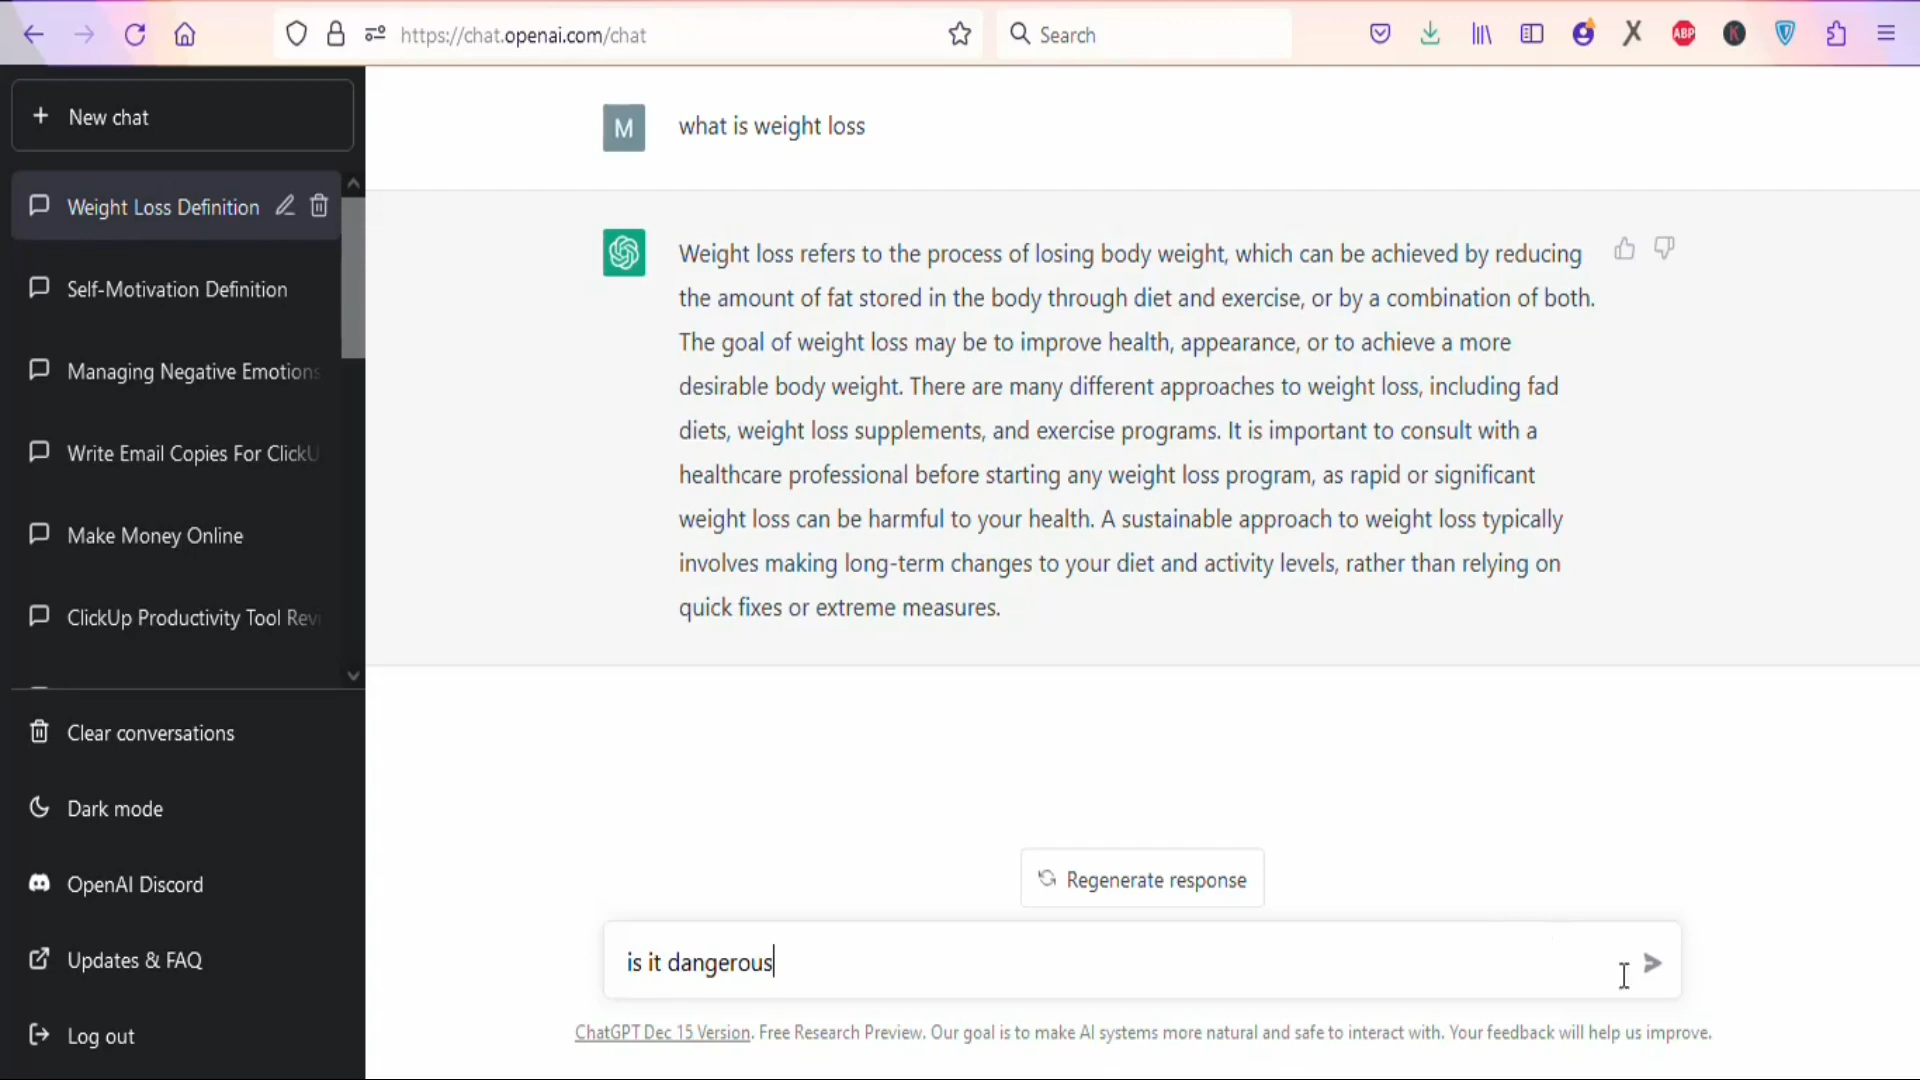 https://chat.openai.com/chat
Search
ABP
K
New chat
Weight Loss Definition
Self-Motivation Definition
Managing Negative Emotions
Write Email Copies For ClickU
Make Money Online
ClickUp Productivity Tool Revi
Clear conversations
Dark mode
OpenAI Discord
Updates & FAQ
Log out
M
what is weight loss
Weight loss refers to the process of losing body weight, which can be achieved by reducing
the amount of fat stored in the body through diet and exercise, or by a combination of both.
The goal of weight loss may be to improve health, appearance, or to achieve a more
desirable body weight. There are many different approaches to weight loss, including fad
diets, weight loss supplements, and exercise programs. It is important to consult with a
healthcare professional before starting any weight loss program, as rapid or significant
weight loss can be harmful to your health. A sustainable approach to weight loss typically
involves making long-term changes to your diet and activity levels, rather than relying on
quick fixes or extreme measures.
Regenerate response
is it dangerous
ChatGPT Dec 15 Version. Free Research Preview. Our goal is to make AI systems more natural and safe to interact with. Your feedback will help us improve.